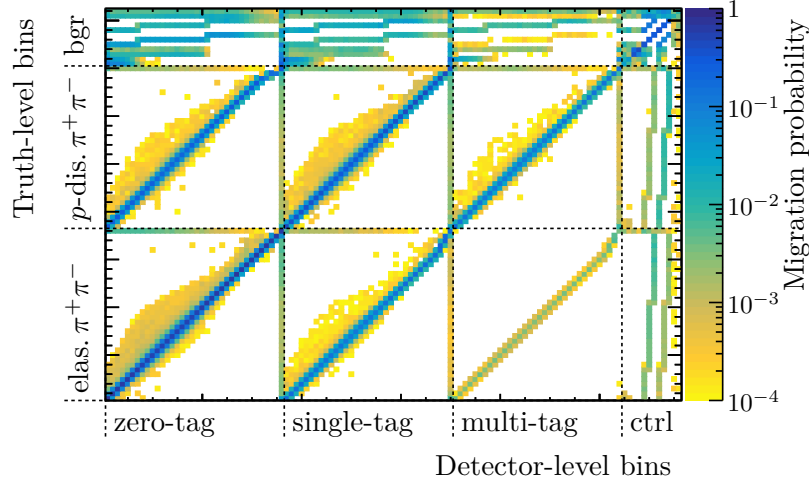 Truth-level bins
bgr
p-dis. π⁺π⁻
elas. π⁺π⁻
zero-tag
single-tag
multi-tag
ctrl
Detector-level bins
1
10⁻¹
10⁻²
10⁻³
10⁻⁴
Migration probability